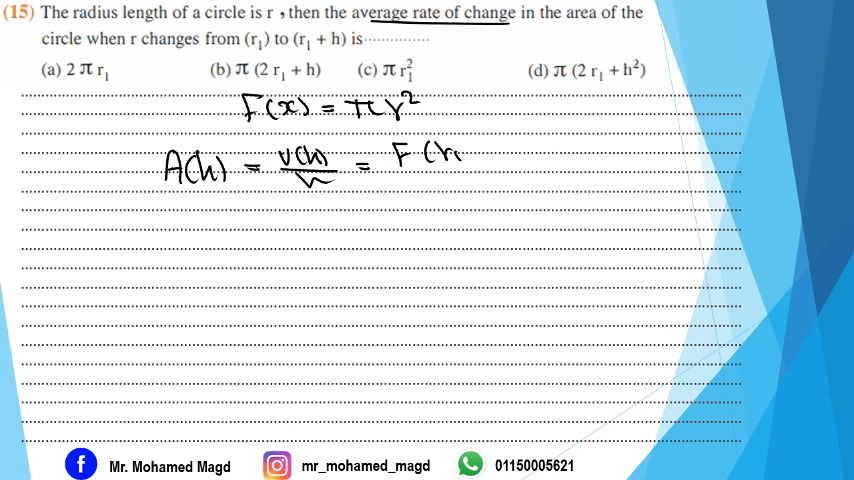 (15) The radius length of a circle is r , then the average rate of change in the area of the
circle when r changes from (r₁) to (r₁ + h) is ...............
(a) 2 π r₁ (b) π (2 r₁ + h) (c) π r₁² (d) π (2 r₁ + h²)
F(x) = πr²
A(h) = V(h)/h = F(r₁
Mr. Mohamed Magd mr_mohamed_magd 01150005621